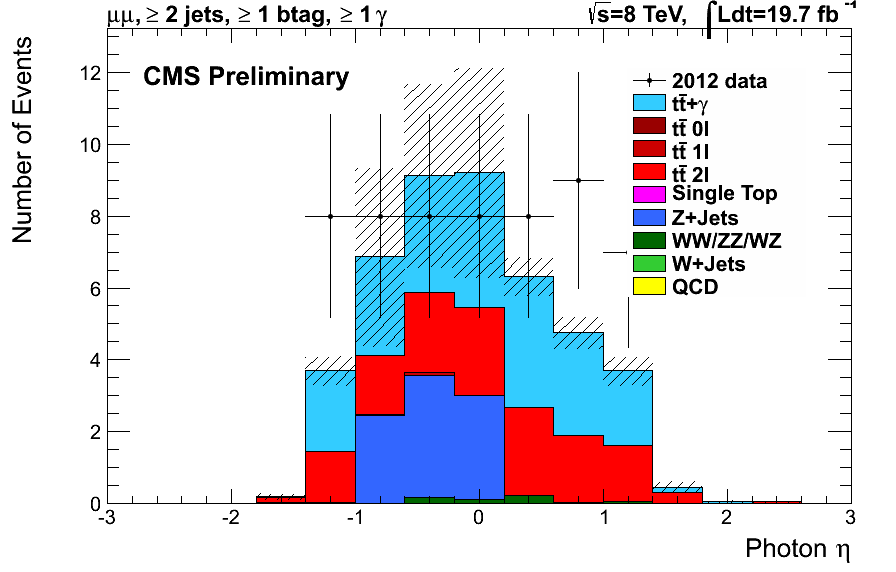 μμ, ≥ 2 jets, ≥ 1 btag, ≥ 1 γ
√s=8 TeV, ∫Ldt=19.7 fb⁻¹
Number of Events
CMS Preliminary
2012 data
tt̄+γ
tt̄ 0l
tt̄ 1l
tt̄ 2l
Single Top
Z+Jets
WW/ZZ/WZ
W+Jets
QCD
12
10
8
6
4
2
0
-3 -2 -1 0 1 2 3
Photon η